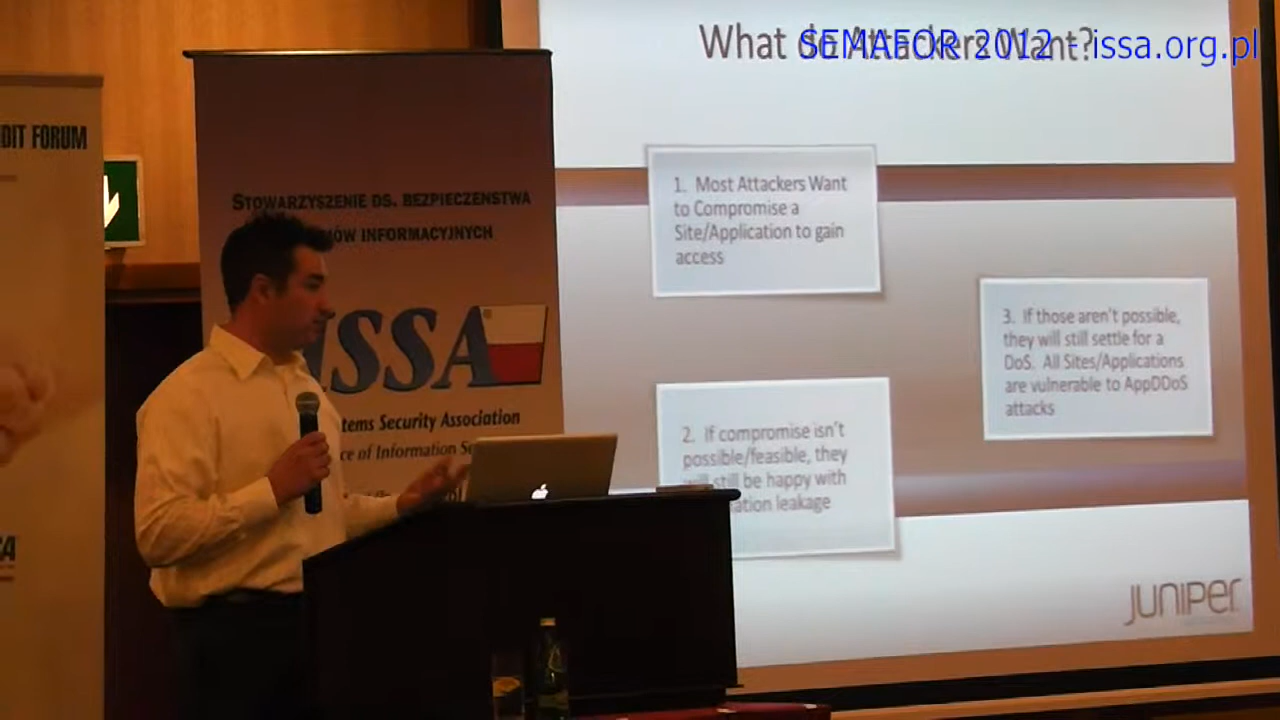 What do Attackers Want?
SEMAFOR 2012 - issa.org.pl
DIT FORUM
STOWARZYSZENIE DS. BEZPIECZEŃSTWA
ÓW INFORMACYJNYCH
ISSA
tems Security Association
ce of Information Se
1. Most Attackers Want
to Compromise a
Site/Application to gain
access
2. If compromise isn't
possible/feasible, they
will still be happy with
ation leakage
3. If those aren't possible,
they will still settle for a
DoS. All Sites/Applications
are vulnerable to AppDDoS
attacks
JUNIPER